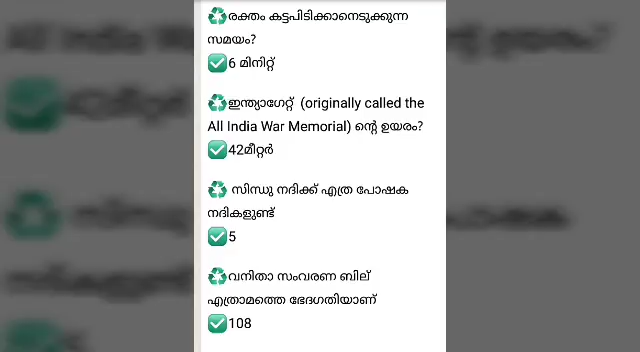 ♻️രക്തം കട്ടപിടിക്കാനെടുക്കുന്ന
സമയം?
✅6 മിനിറ്റ്
♻️ഇന്ത്യാഗേറ്റ് (originally called the
All India War Memorial) ന്റെ ഉയരം?
✅42മീറ്റർ
♻️ സിന്ധു നദിക്ക് എത്ര പോഷക
നദികളുണ്ട്
✅5
♻️വനിതാ സംവരണ ബില്
എത്രാമത്തെ ഭേദഗതിയാണ്
✅108